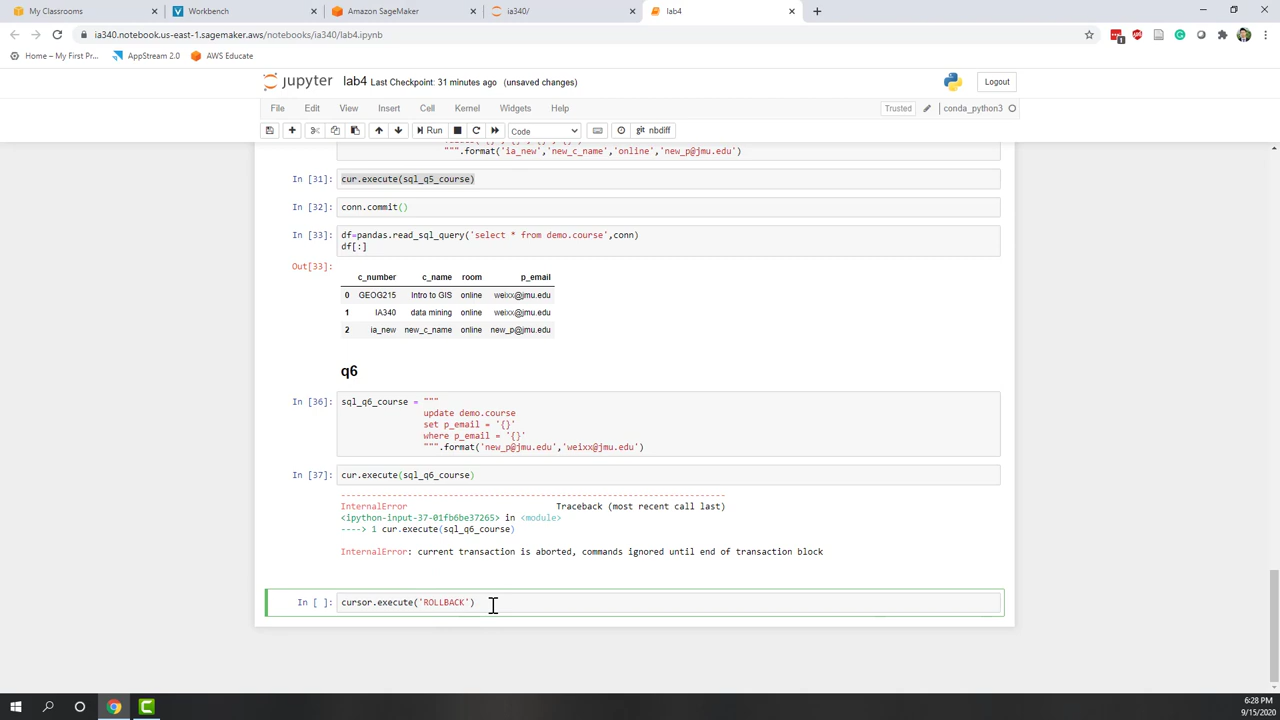 My Classrooms
Workbench
Amazon SageMaker
ia340/
lab4
ia340.notebook.us-east-1.sagemaker.aws/notebooks/ia340/lab4.ipynb
Home – My First Pr...
AppStream 2.0
AWS Educate
jupyter lab4 Last Checkpoint: 31 minutes ago (unsaved changes)
Logout
File Edit View Insert Cell Kernel Widgets Help
Trusted
conda_python3
Run
Code
nbdiff
""".format('ia_new','new_c_name','online','new_p@jmu.edu')
In [31]: cur.execute(sql_q5_course)
In [32]: conn.commit()
In [33]: df=pandas.read_sql_query('select * from demo.course',conn)
df[:]
Out[33]:
c_number c_name room p_email
0 GEOG215 Intro to GIS online weixx@jmu.edu
1 IA340 data mining online weixx@jmu.edu
2 ia_new new_c_name online new_p@jmu.edu
q6
In [36]: sql_q6_course = """
update demo.course
set p_email = '{}'
where p_email = '{}'
""".format('new_p@jmu.edu','weixx@jmu.edu')
In [37]: cur.execute(sql_q6_course)
---------------------------------------------------------------------------
InternalError Traceback (most recent call last)
<ipython-input-37-01fb6be37265> in <module>
----> 1 cur.execute(sql_q6_course)
InternalError: current transaction is aborted, commands ignored until end of transaction block
In [ ]: cursor.execute('ROLLBACK')
6:28 PM
9/15/2020